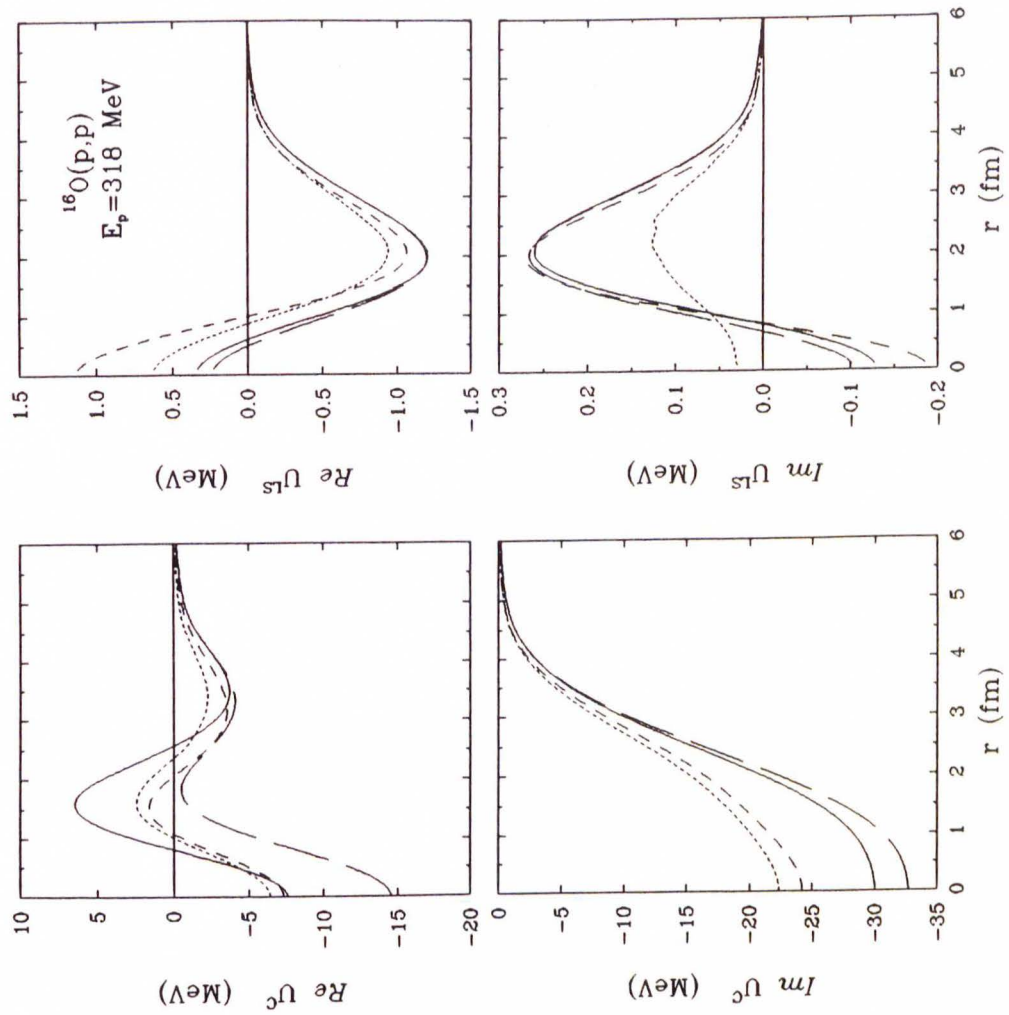 10
5
0
-5
-10
-15
-20
Re U^C (MeV)
1.5
1.0
0.5
0.0
-0.5
-1.0
-1.5
Re U^LS (MeV)
^16O(p,p)
E_p=318 MeV
0
-5
-10
-15
-20
-25
-30
-35
Im U^C (MeV)
0 1 2 3 4 5 6
r (fm)
0.3
0.2
0.1
0.0
-0.1
-0.2
Im U^LS (MeV)
0 1 2 3 4 5 6
r (fm)